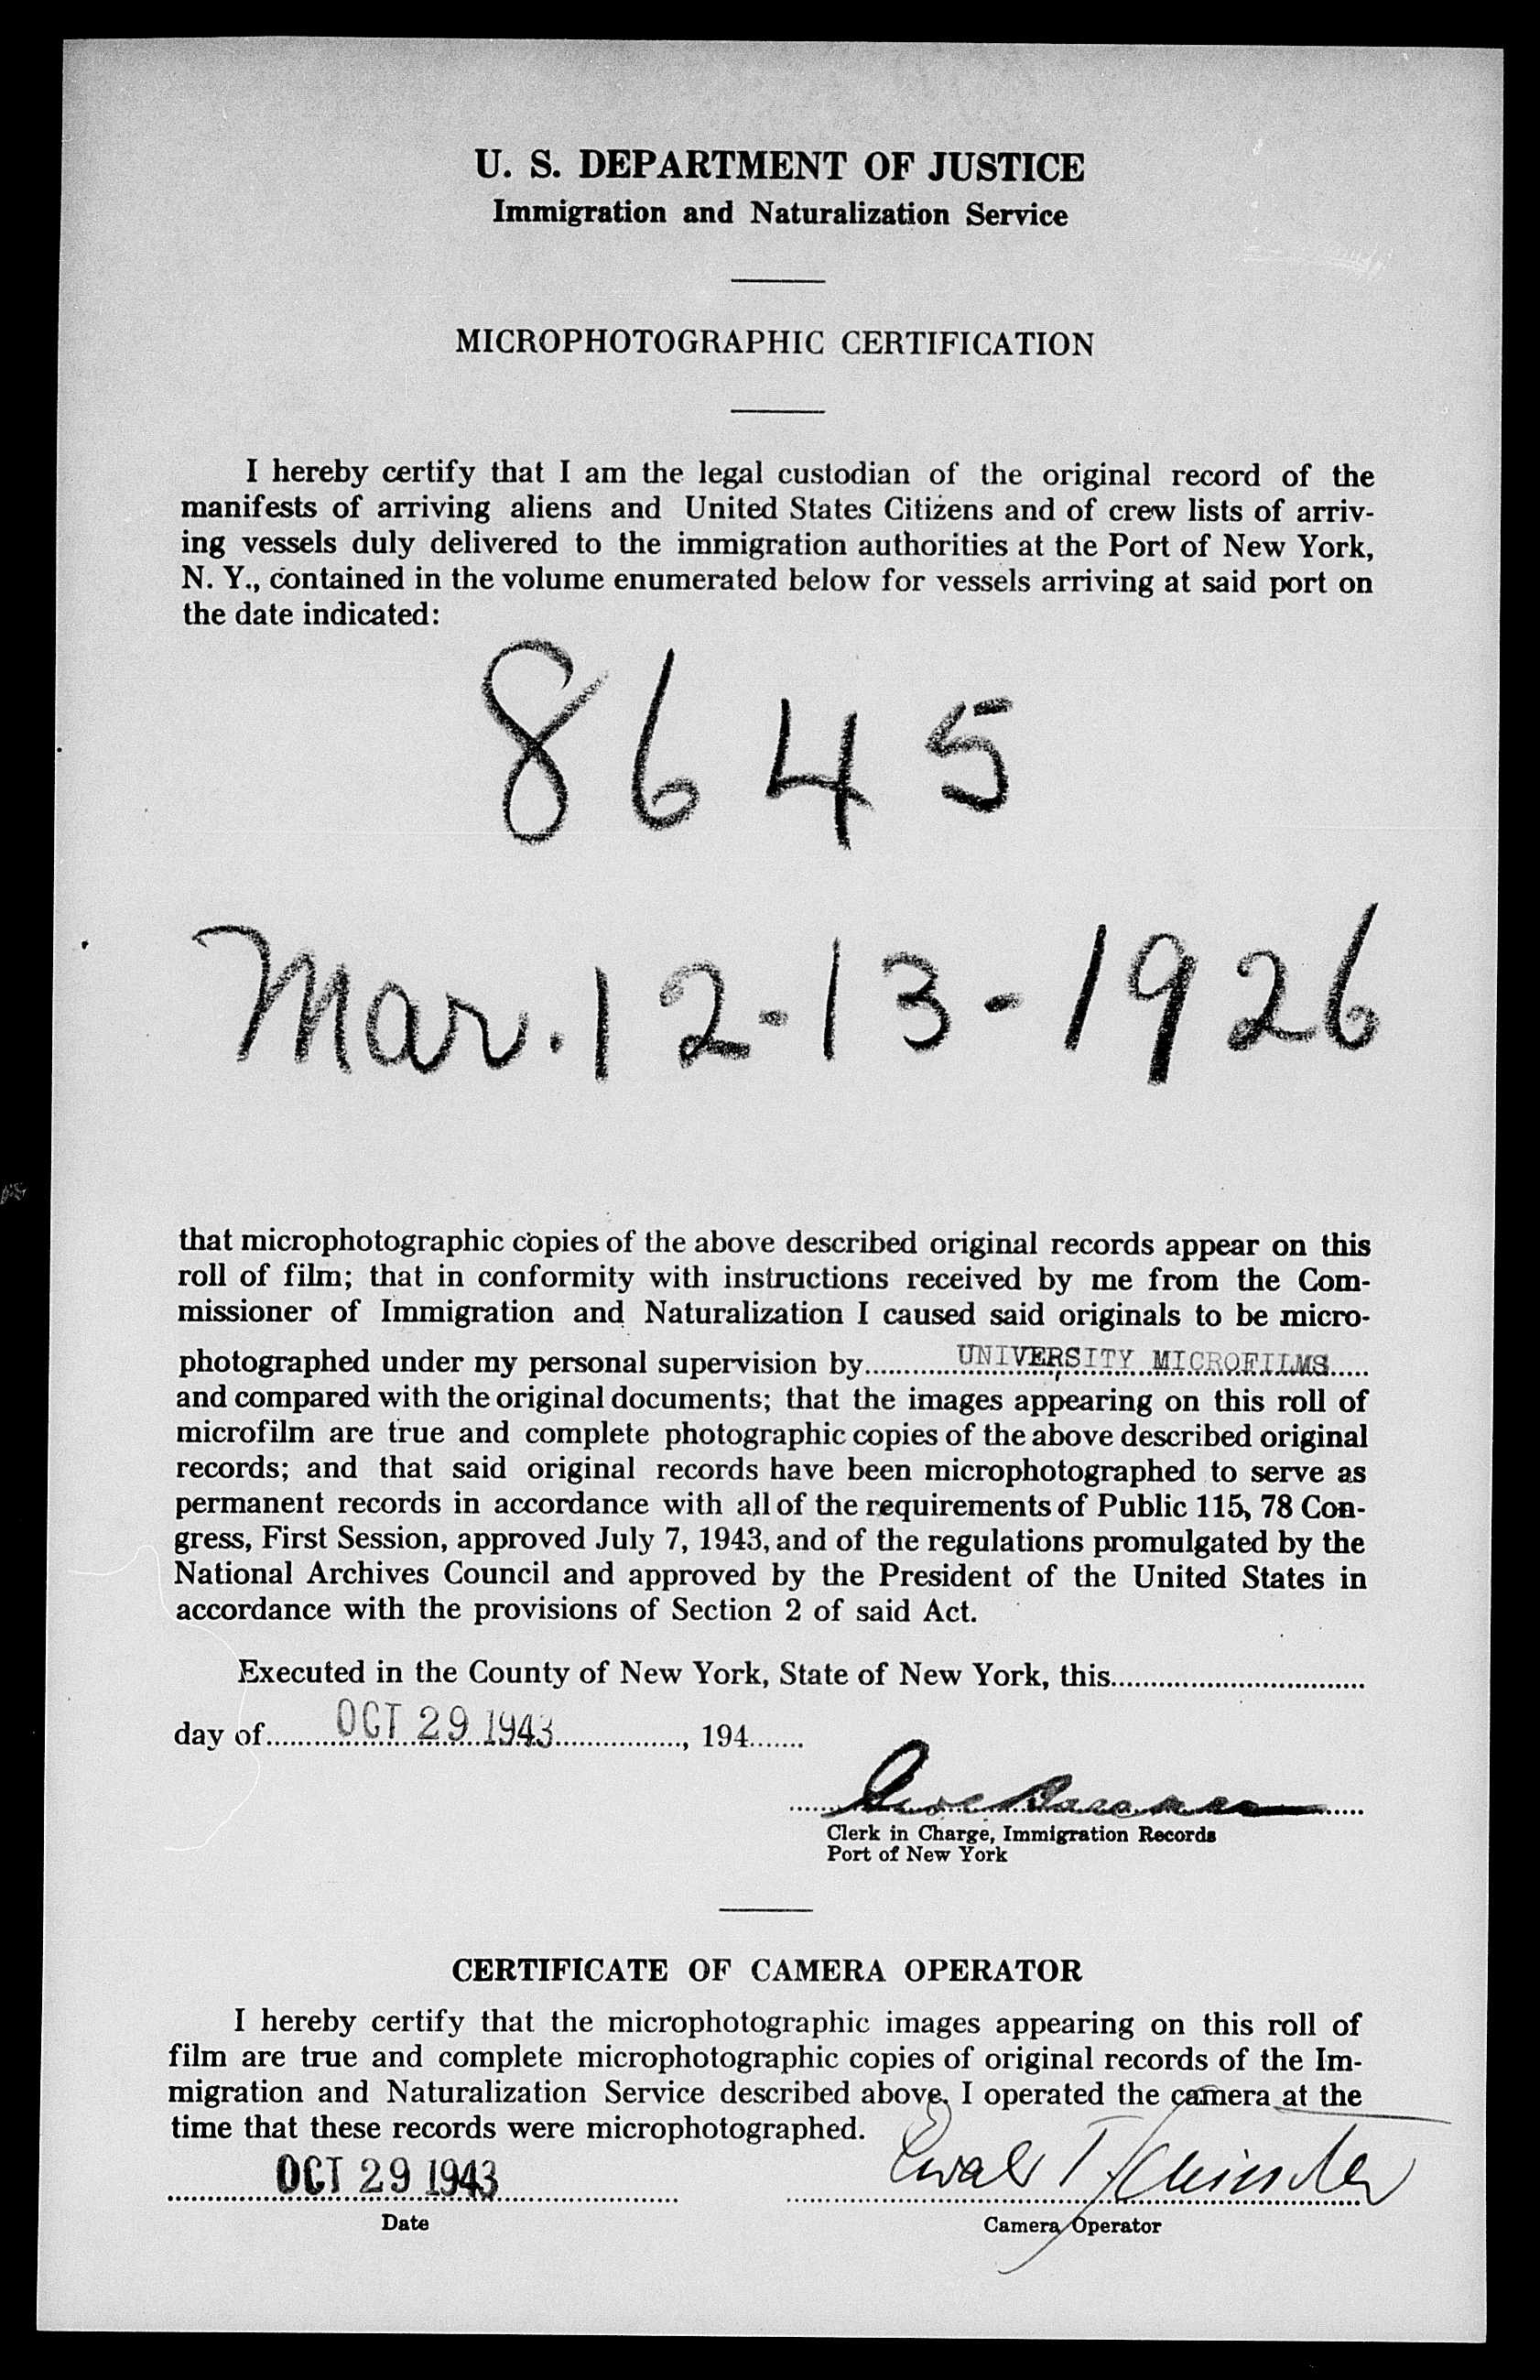 U. S. DEPARTMENT OF JUSTICE
Immigration and Naturalization Service
MICROPHOTOGRAPHIC CERTIFICATION
I hereby certify that I am the legal custodian of the original record of the
manifests of arriving aliens and United States Citizens and of crew lists of arriv-
ing vessels duly delivered to the immigration authorities at the Port of New York,
N. Y., contained in the volume enumerated below for vessels arriving at said port on
the date indicated:
8645
Mar. 12-13-1926
that microphotographic copies of the above described original records appear on this
roll of film; that in conformity with instructions received by me from the Com-
missioner of Immigration and Naturalization I caused said originals to be micro-
photographed under my personal supervision by UNIVERSITY MICROFILMS
and compared with the original documents; that the images appearing on this roll of
microfilm are true and complete photographic copies of the above described original
records; and that said original records have been microphotographed to serve as
permanent records in accordance with all of the requirements of Public 115, 78 Con-
gress, First Session, approved July 7, 1943, and of the regulations promulgated by the
National Archives Council and approved by the President of the United States in
accordance with the provisions of Section 2 of said Act.
Executed in the County of New York, State of New York, this
day of OCT 29 1943, 194
Clerk in Charge, Immigration Records
Port of New York
CERTIFICATE OF CAMERA OPERATOR
I hereby certify that the microphotographic images appearing on this roll of
film are true and complete microphotographic copies of original records of the Im-
migration and Naturalization Service described above. I operated the camera at the
time that these records were microphotographed.
OCT 29 1943
Date
Camera Operator